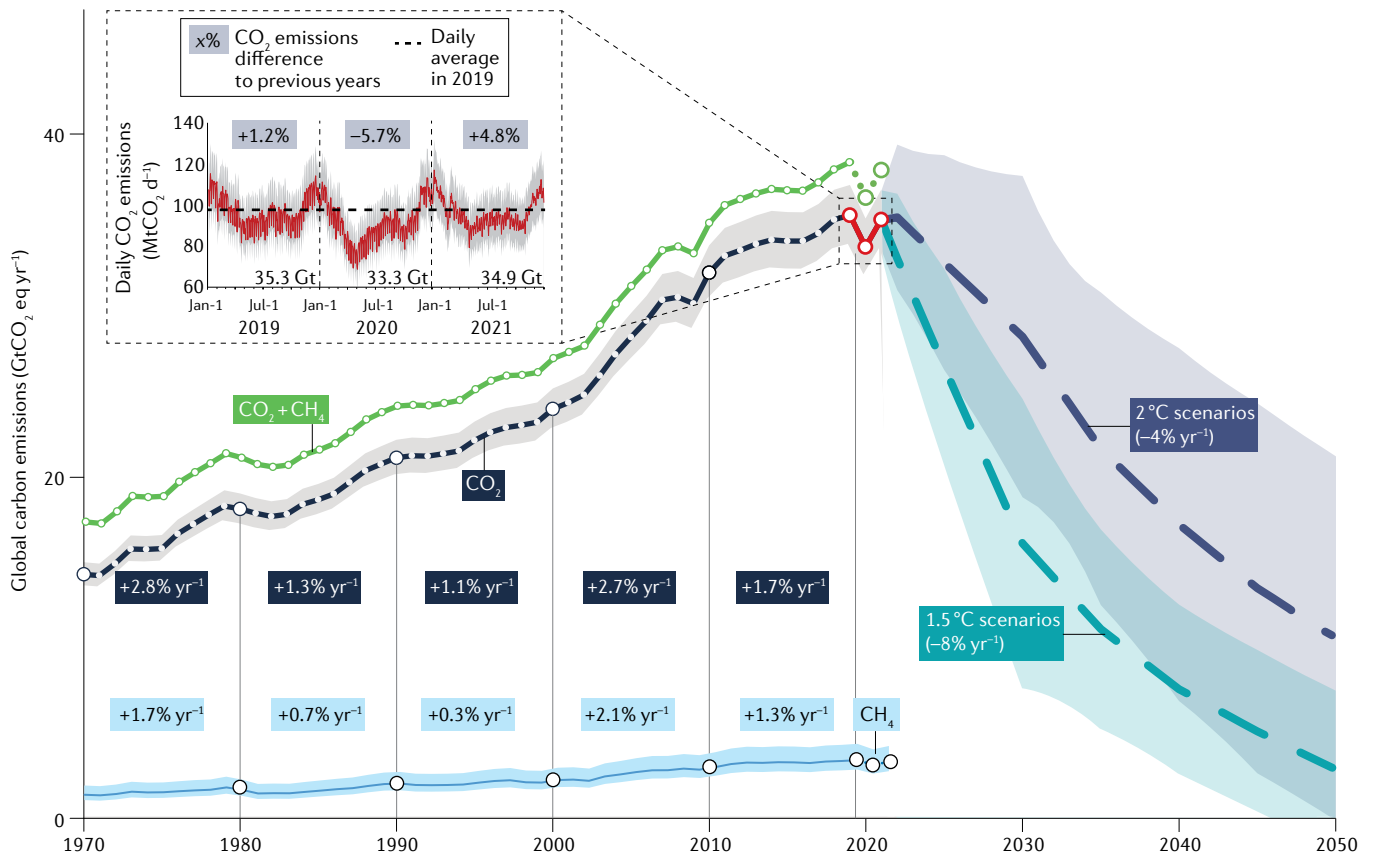 x% CO₂ emissions
difference
to previous years
Daily
average
in 2019
Daily CO₂ emissions
(MtCO₂ d⁻¹)
140
120
100
80
60
+1.2%
–5.7%
+4.8%
35.3 Gt
33.3 Gt
34.9 Gt
Jan-1 Jul-1 Jan-1 Jul-1 Jan-1 Jul-1
2019 2020 2021
Global carbon emissions (GtCO₂ eq yr⁻¹)
40
20
0
CO₂ + CH₄
CO₂
2 °C scenarios
(–4% yr⁻¹)
+2.8% yr⁻¹ +1.3% yr⁻¹ +1.1% yr⁻¹ +2.7% yr⁻¹ +1.7% yr⁻¹
1.5 °C scenarios
(–8% yr⁻¹)
+1.7% yr⁻¹ +0.7% yr⁻¹ +0.3% yr⁻¹ +2.1% yr⁻¹ +1.3% yr⁻¹ CH₄
1970 1980 1990 2000 2010 2020 2030 2040 2050